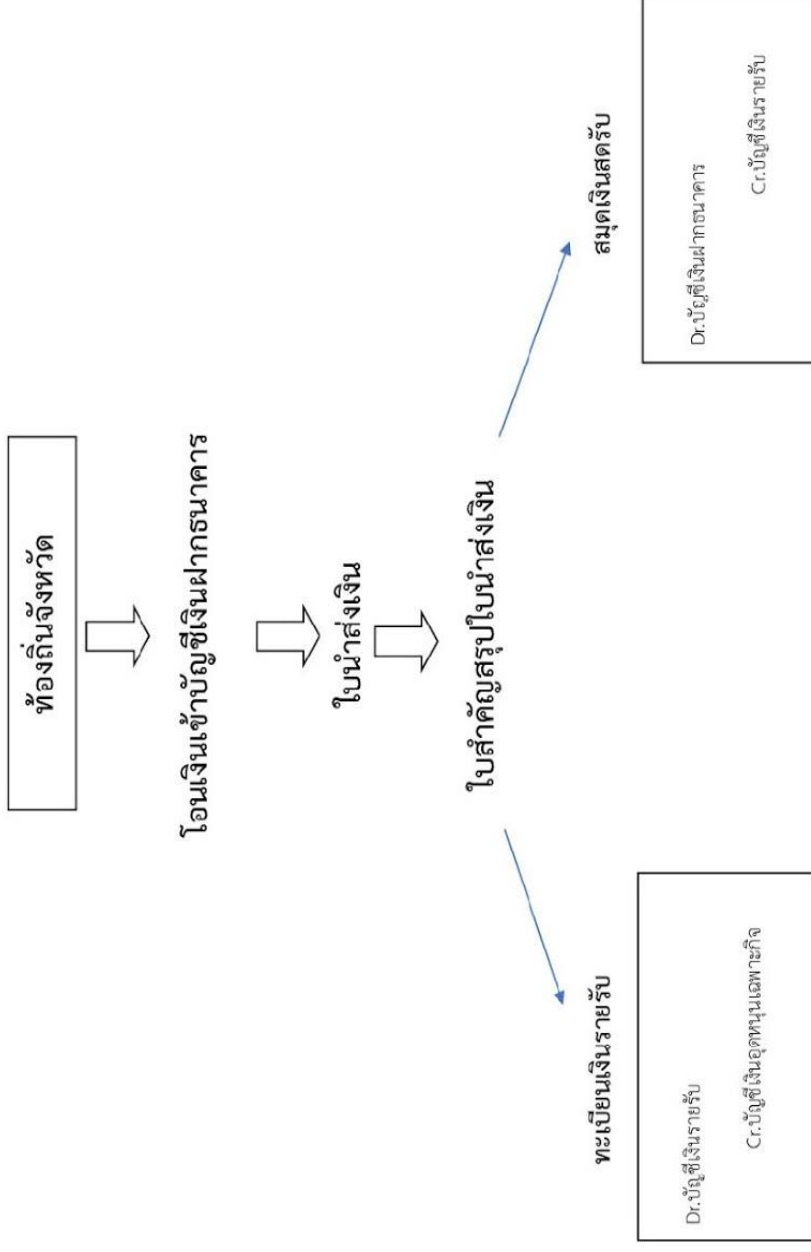 ท้องถิ่นจังหวัด
โอนเงินเข้าบัญชีเงินฝากธนาคาร
ใบนำส่งเงิน
ใบสำคัญสรุปใบนำส่งเงิน
ทะเบียนเงินรายรับ
Dr.บัญชีเงินรายรับ
Cr.บัญชีเงินอุดหนุนเฉพาะกิจ
สมุดเงินสดรับ
Dr.บัญชีเงินฝากธนาคาร
Cr.บัญชีเงินรายรับ